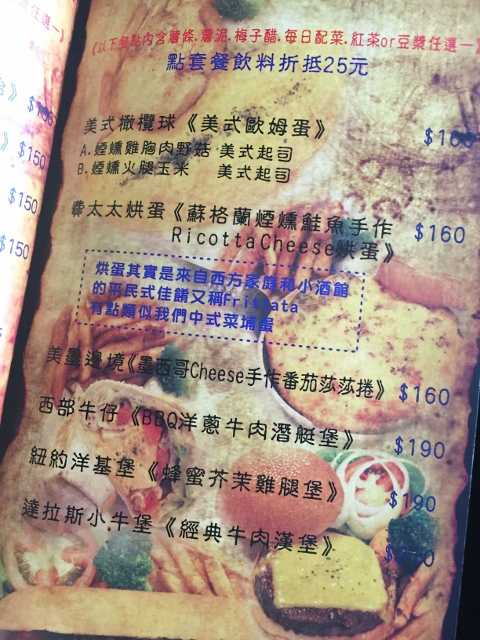 《以下餐點內含薯條.薯泥.梅子醋.每日配菜.紅茶or豆漿任選一
點套餐飲料折抵25元
美式橄欖球《美式歐姆蛋》 $160
A.煙燻雞胸肉野菇 美式起司
B.煙燻火腿玉米 美式起司
太太烘蛋《蘇格蘭煙燻鮭魚手作 $160
RicottaCheese烘蛋》
烘蛋其實是來自西方家庭和小酒館
的平民式佳餚又稱Frittata
有點類似我們中式菜埔蛋
美墨邊境《墨西哥Cheese手作番茄莎莎捲》 $160
西部牛仔《BBQ洋蔥牛肉潛艇堡》 $190
紐約洋基堡《蜂蜜芥茉雞腿堡》 $190
達拉斯小牛堡《經典牛肉漢堡》
$150
$150
$150